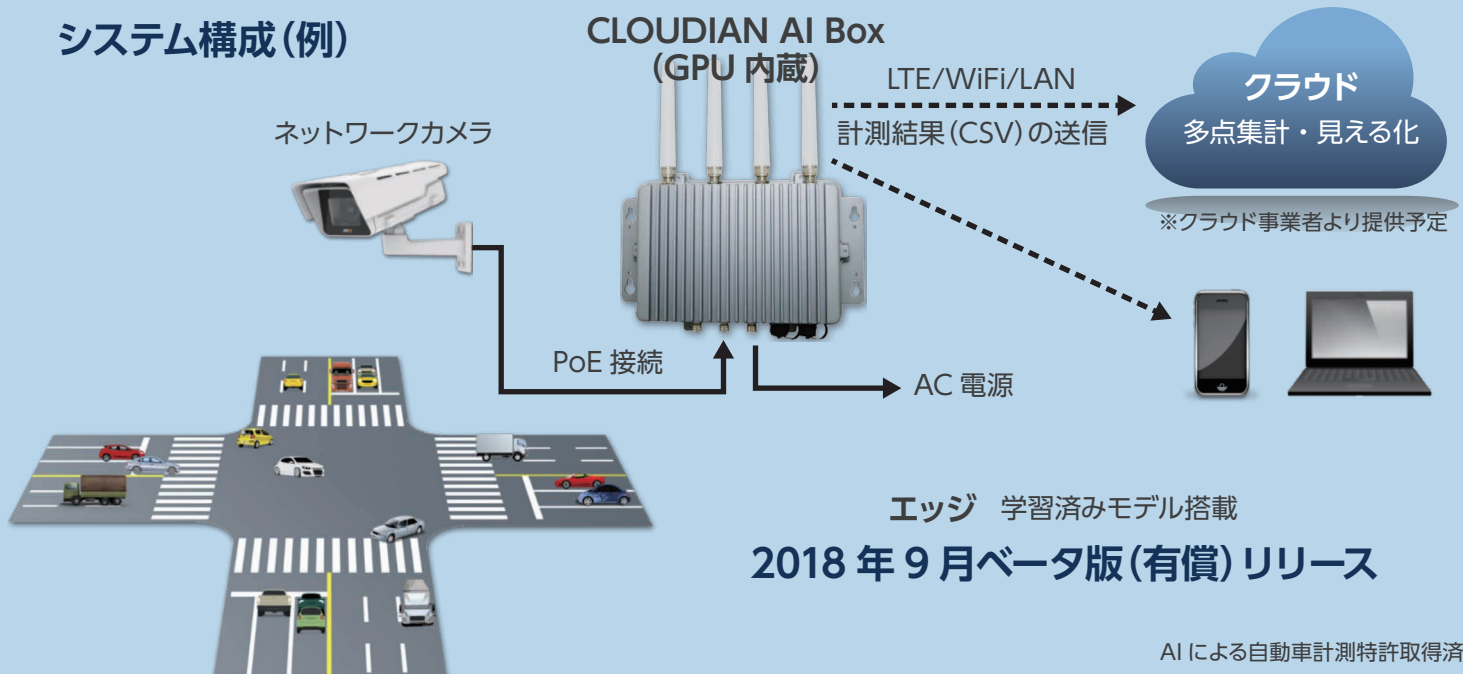 システム構成(例)
CLOUDIAN AI Box
(GPU 内蔵)
ネットワークカメラ
LTE/WiFi/LAN
計測結果(CSV)の送信
クラウド
多点集計・見える化
※クラウド事業者より提供予定
PoE 接続
AC 電源
エッジ 学習済みモデル搭載
2018 年 9 月ベータ版(有償)リリース
AI による自動車計測特許取得済